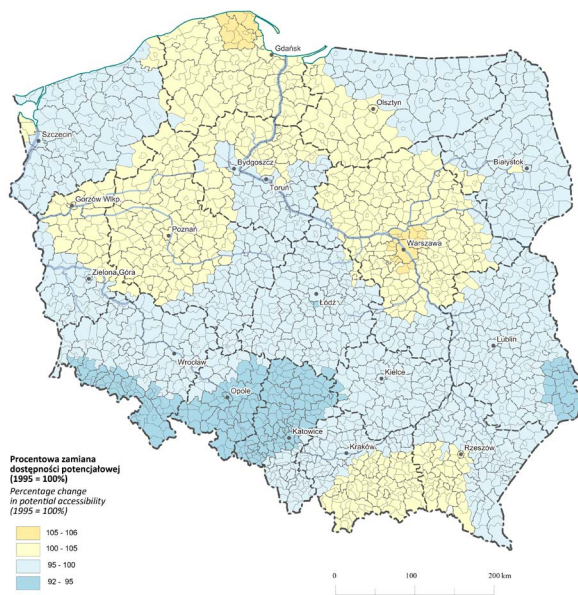 Gdańsk
Olsztyn
Szczecin
Białystok
Bydgoszcz
Toruń
Gorzów Wlkp.
Poznań
Warszawa
Zielona Góra
Łódź
Lublin
Wrocław
Kielce
Opole
Katowice
Kraków
Rzeszów
Procentowa zamiana
dostępności potencjałowej
(1995 = 100%)
Percentage change
in potential accessibility
(1995 = 100%)
105 - 106
100 - 105
95 - 100
92 - 95
0 100 200 km